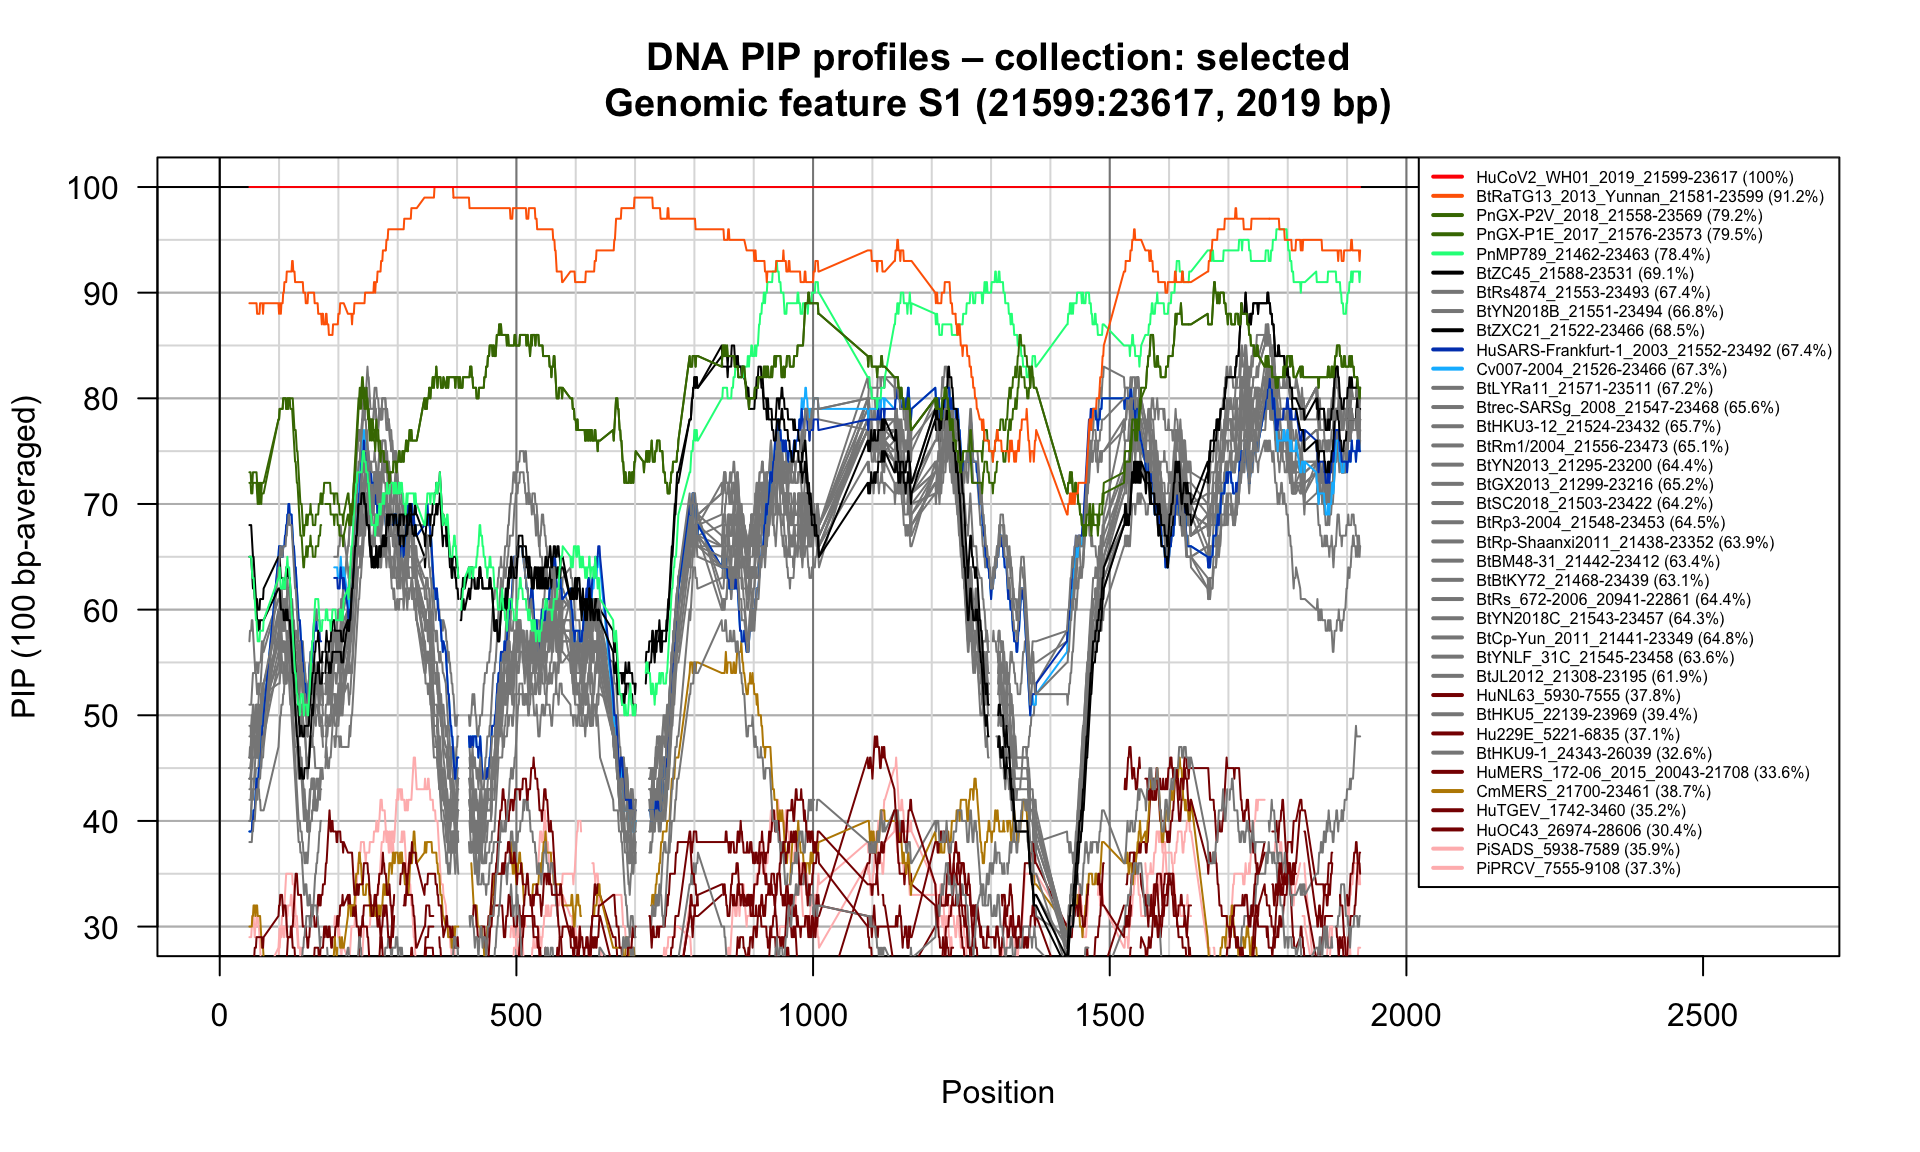 DNA PIP profiles – collection: selected
Genomic feature S1 (21599:23617, 2019 bp)
PIP (100 bp-averaged)
100
90
80
70
60
50
40
30
0
500
1000
1500
2000
2500
Position
HuCoV2_WH01_2019_21599-23617 (100%)
BtRaTG13_2013_Yunnan_21581-23599 (91.2%)
PnGX-P2V_2018_21558-23569 (79.2%)
PnGX-P1E_2017_21576-23573 (79.5%)
PnMP789_21462-23463 (78.4%)
BtZC45_21588-23531 (69.1%)
BtRs4874_21553-23493 (67.4%)
BtYN2018B_21551-23494 (66.8%)
BtZXC21_21522-23466 (68.5%)
HuSARS-Frankfurt-1_2003_21552-23492 (67.4%)
Cv007-2004_21526-23466 (67.3%)
BtLYRa11_21571-23511 (67.2%)
Btrec-SARSg_2008_21547-23468 (65.6%)
BtHKU3-12_21524-23432 (65.7%)
BtRm1/2004_21556-23473 (65.1%)
BtYN2013_21295-23200 (64.4%)
BtGX2013_21299-23216 (65.2%)
BtSC2018_21503-23422 (64.2%)
BtRp3-2004_21548-23453 (64.5%)
BtRp-Shaanxi2011_21438-23352 (63.9%)
BtBM48-31_21442-23412 (63.4%)
BtBtKY72_21468-23439 (63.1%)
BtRs_672-2006_20941-22861 (64.4%)
BtYN2018C_21543-23457 (64.3%)
BtCp-Yun_2011_21441-23349 (64.8%)
BtYNLF_31C_21545-23458 (63.6%)
BtJL2012_21308-23195 (61.9%)
HuNL63_5930-7555 (37.8%)
BtHKU5_22139-23969 (39.4%)
Hu229E_5221-6835 (37.1%)
BtHKU9-1_24343-26039 (32.6%)
HuMERS_172-06_2015_20043-21708 (33.6%)
CmMERS_21700-23461 (38.7%)
HuTGEV_1742-3460 (35.2%)
HuOC43_26974-28606 (30.4%)
PiSADS_5938-7589 (35.9%)
PiPRCV_7555-9108 (37.3%)